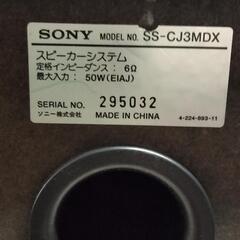 SONY MODEL NO. SS-CJ3MDX
スピーカーシステム
定格インピーダンス : 6Ω
最大入力 : 50W(EIAJ)
SERIAL NO. 295032
ソニー株式会社 MADE IN CHINA
4-224-893-11